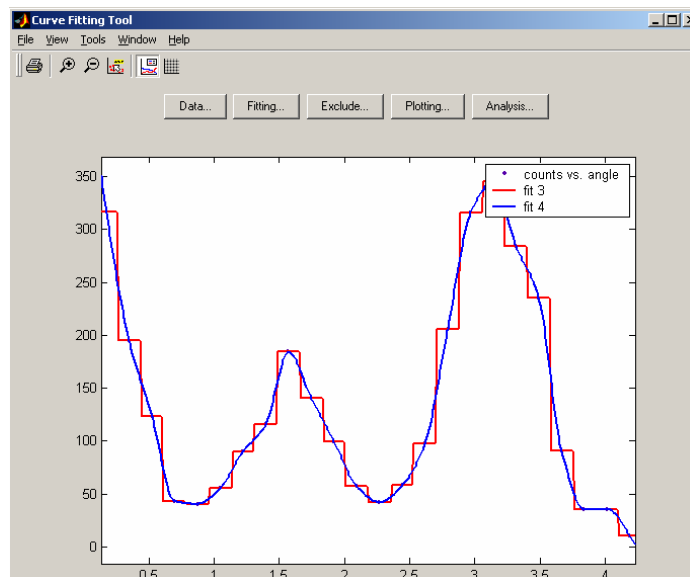 Curve Fitting Tool
File View Tools Window Help
Data... Fitting... Exclude... Plotting... Analysis...
350
300
250
200
150
100
50
0
counts vs. angle
fit 3
fit 4
0.5 1 1.5 2 2.5 3 3.5 4